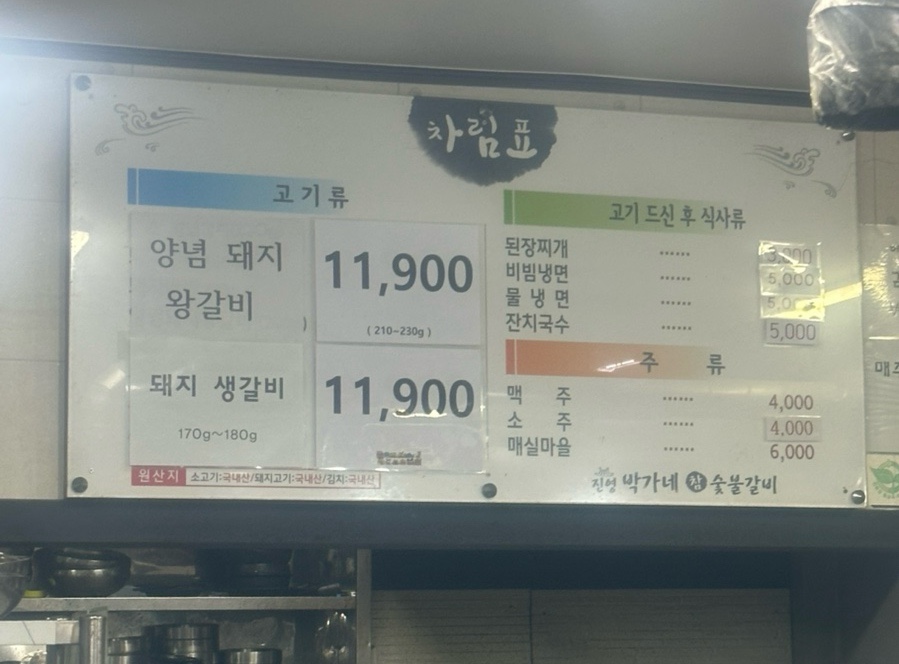 차림표
고기류
양념 돼지
왕갈비
11,900
(210~230g)
돼지 생갈비
170g~180g
11,900
원산지 소고기:국내산/돼지고기:국내산/김치:국내산
고기 드신 후 식사류
된장찌개 ...... 3,000
비빔냉면 ...... 5,000
물냉면 ......
잔치국수 ...... 5,000
주 류
맥 주 ...... 4,000
소 주 ...... 4,000
매실마을 ...... 6,000
진영 박가네 참 숯불갈비